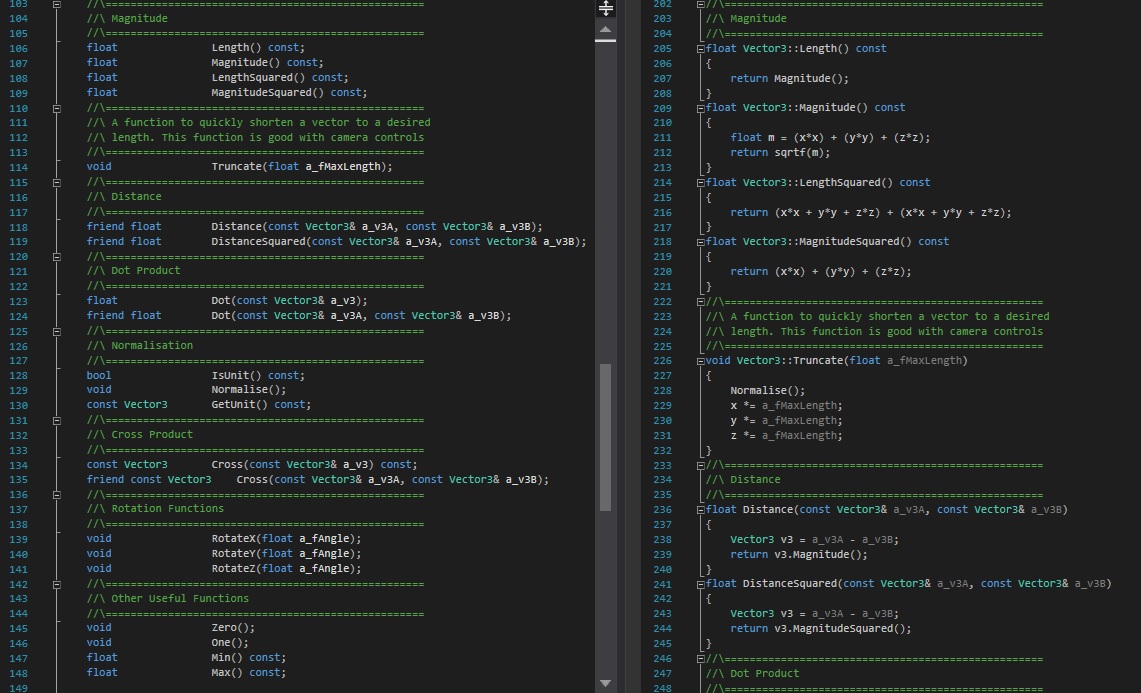 103 //\===================================================
104 //\ Magnitude
105 //\===================================================
106 float Length() const;
107 float Magnitude() const;
108 float LengthSquared() const;
109 float MagnitudeSquared() const;
110 //\===================================================
111 //\ A function to quickly shorten a vector to a desired
112 //\ length. This function is good with camera controls
113 //\===================================================
114 void Truncate(float a_fMaxLength);
115 //\===================================================
116 //\ Distance
117 //\===================================================
118 friend float Distance(const Vector3& a_v3A, const Vector3& a_v3B);
119 friend float DistanceSquared(const Vector3& a_v3A, const Vector3& a_v3B);
120 //\===================================================
121 //\ Dot Product
122 //\===================================================
123 float Dot(const Vector3& a_v3);
124 friend float Dot(const Vector3& a_v3A, const Vector3& a_v3B);
125 //\===================================================
126 //\ Normalisation
127 //\===================================================
128 bool IsUnit() const;
129 void Normalise();
130 const Vector3 GetUnit() const;
131 //\===================================================
132 //\ Cross Product
133 //\===================================================
134 const Vector3 Cross(const Vector3& a_v3) const;
135 friend const Vector3 Cross(const Vector3& a_v3A, const Vector3& a_v3B);
136 //\===================================================
137 //\ Rotation Functions
138 //\===================================================
139 void RotateX(float a_fAngle);
140 void RotateY(float a_fAngle);
141 void RotateZ(float a_fAngle);
142 //\===================================================
143 //\ Other Useful Functions
144 //\===================================================
145 void Zero();
146 void One();
147 float Min() const;
148 float Max() const;
149
202 //\===================================================
203 //\ Magnitude
204 //\===================================================
205 float Vector3::Length() const
206 {
207 return Magnitude();
208 }
209 float Vector3::Magnitude() const
210 {
211 float m = (x*x) + (y*y) + (z*z);
212 return sqrtf(m);
213 }
214 float Vector3::LengthSquared() const
215 {
216 return (x*x + y*y + z*z) + (x*x + y*y + z*z);
217 }
218 float Vector3::MagnitudeSquared() const
219 {
220 return (x*x) + (y*y) + (z*z);
221 }
222 //\===================================================
223 //\ A function to quickly shorten a vector to a desired
224 //\ length. This function is good with camera controls
225 //\===================================================
226 void Vector3::Truncate(float a_fMaxLength)
227 {
228 Normalise();
229 x *= a_fMaxLength;
230 y *= a_fMaxLength;
231 z *= a_fMaxLength;
232 }
233 //\===================================================
234 //\ Distance
235 //\===================================================
236 float Distance(const Vector3& a_v3A, const Vector3& a_v3B)
237 {
238 Vector3 v3 = a_v3A - a_v3B;
239 return v3.Magnitude();
240 }
241 float DistanceSquared(const Vector3& a_v3A, const Vector3& a_v3B)
242 {
243 Vector3 v3 = a_v3A - a_v3B;
244 return v3.MagnitudeSquared();
245 }
246 //\===================================================
247 //\ Dot Product
248 //\===================================================